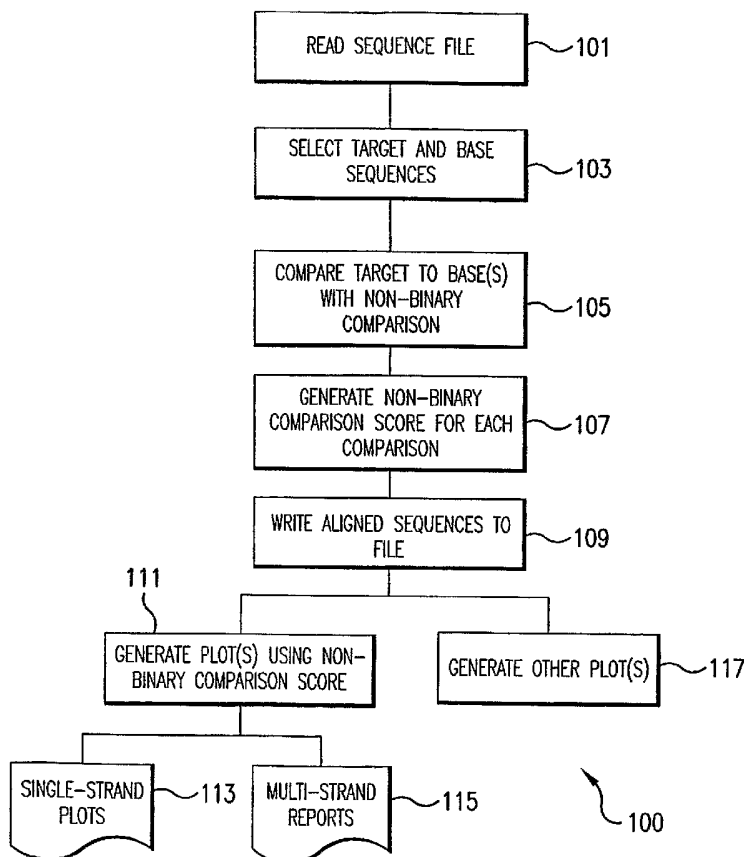 READ SEQUENCE FILE
101
SELECT TARGET AND BASE
SEQUENCES
103
COMPARE TARGET TO BASE(S)
WITH NON-BINARY
COMPARISON
105
GENERATE NON-BINARY
COMPARISON SCORE FOR EACH
COMPARISON
107
WRITE ALIGNED SEQUENCES TO
FILE
109
111
GENERATE PLOT(S) USING NON-
BINARY COMPARISON SCORE
GENERATE OTHER PLOT(S)
117
SINGLE-STRAND
PLOTS
113
MULTI-STRAND
REPORTS
115
100